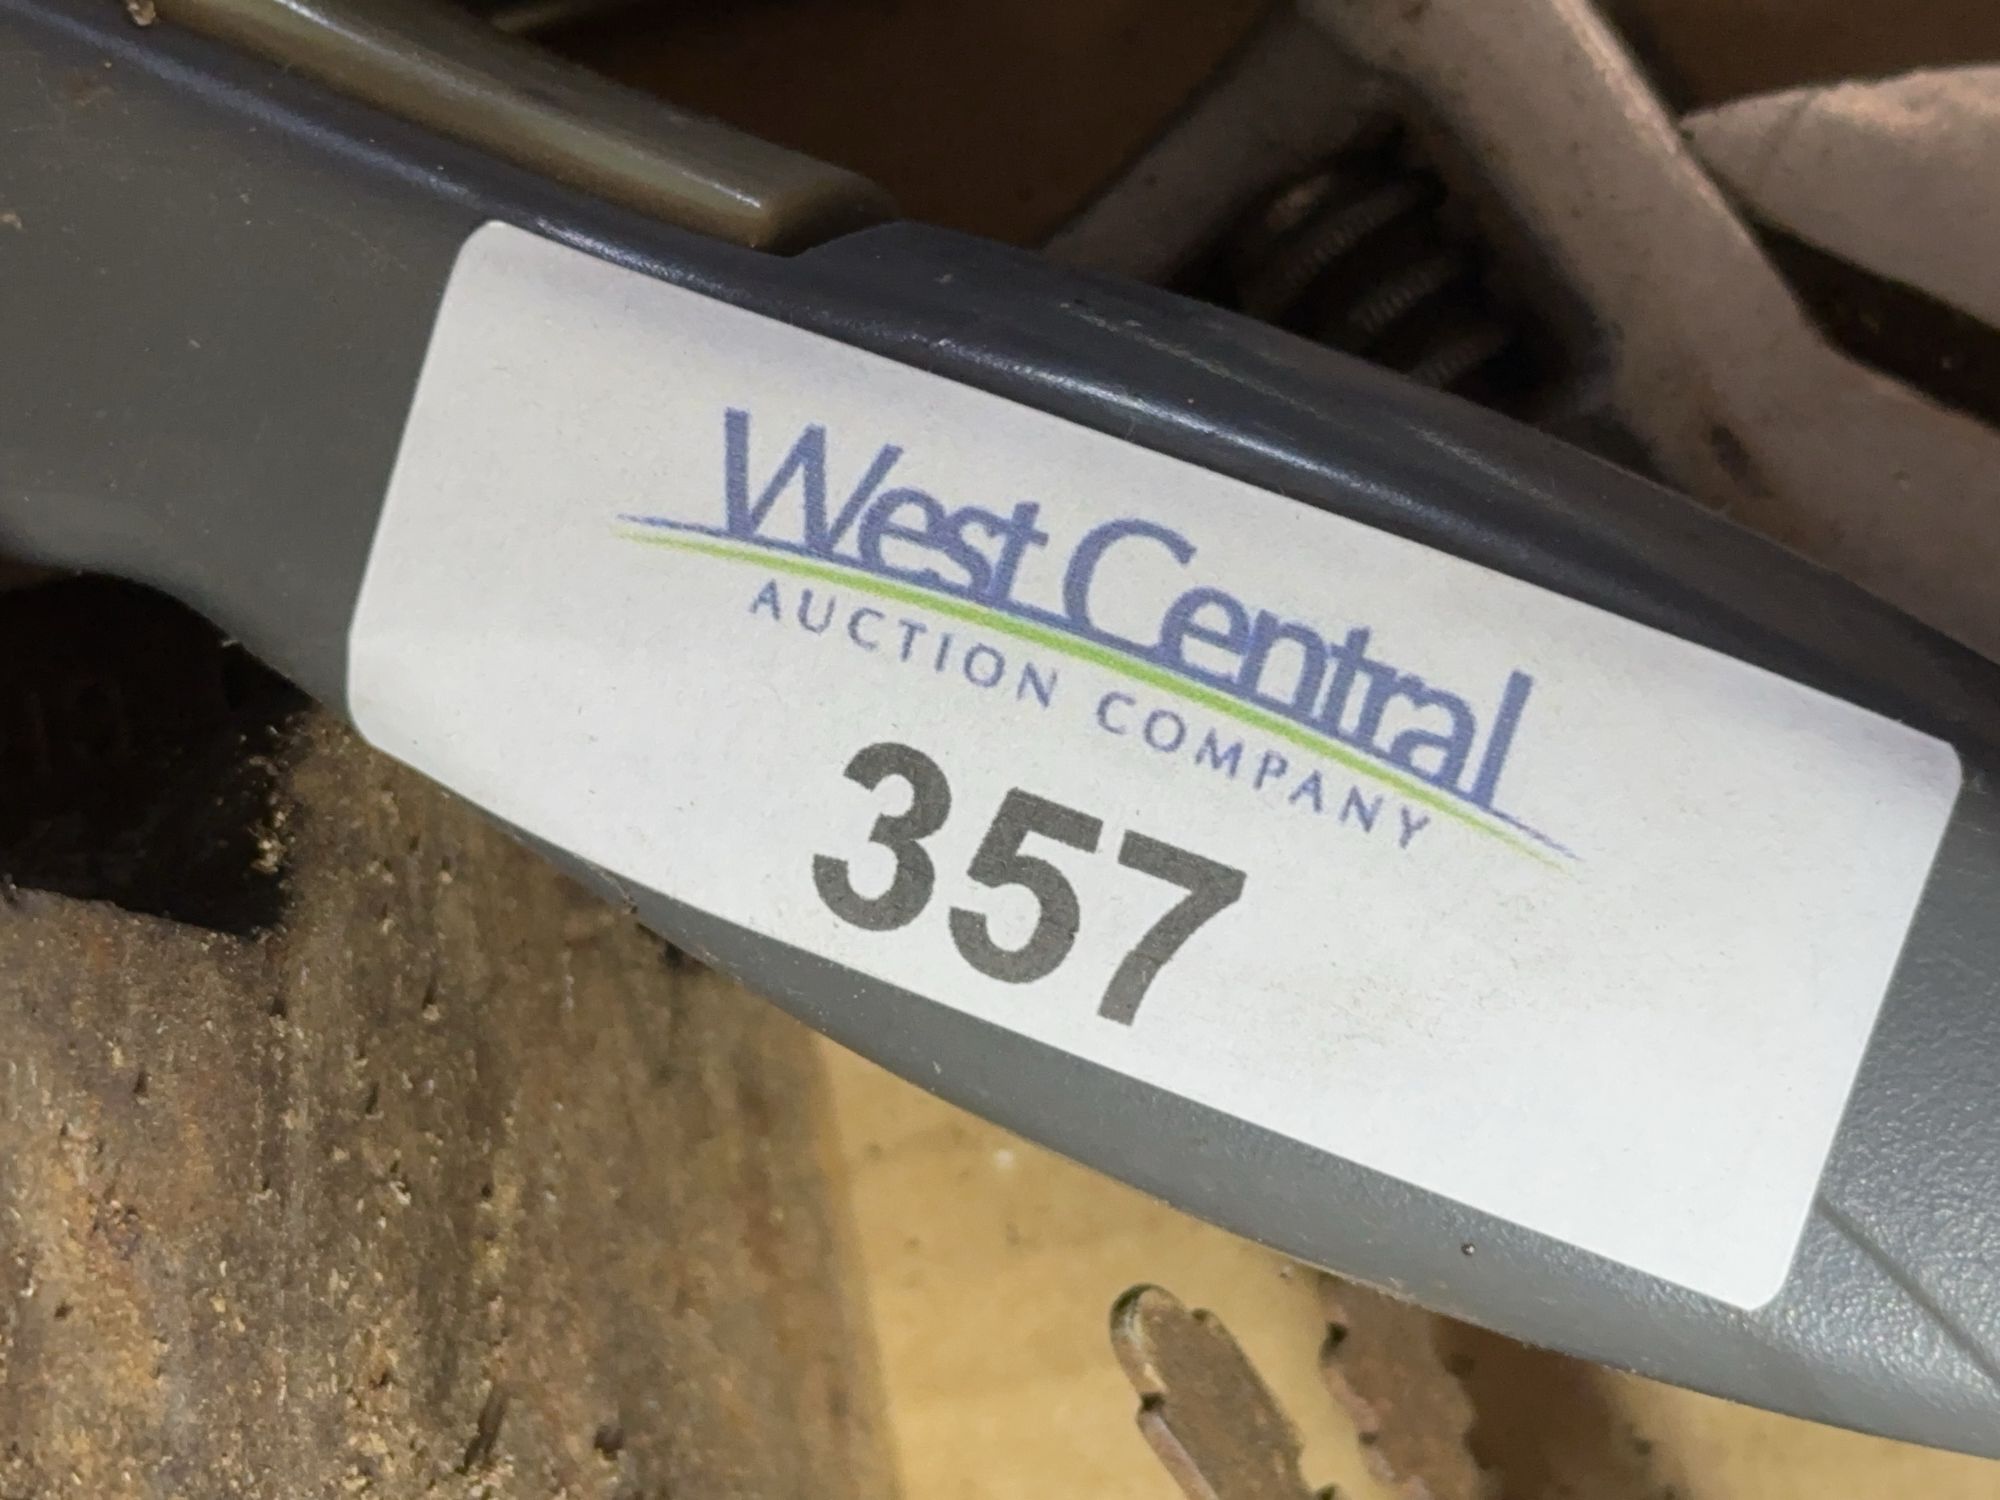 West Central
AUCTION COMPANY
357